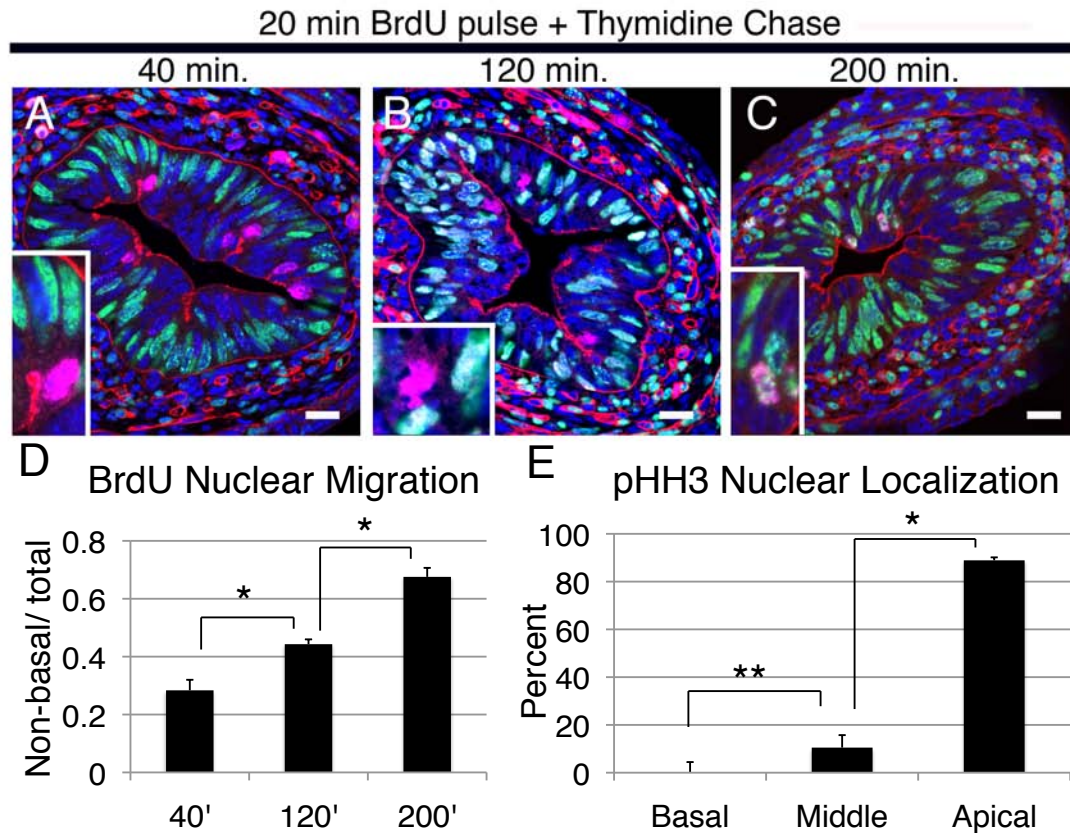 20 min BrdU pulse + Thymidine Chase
40 min.
120 min.
200 min.
A
B
C
D
BrdU Nuclear Migration
Non-basal/ total
0.8
0.6
0.4
0.2
0
*
*
40'
120'
200'
E
pHH3 Nuclear Localization
Percent
100
80
60
40
20
0
**
*
Basal
Middle
Apical